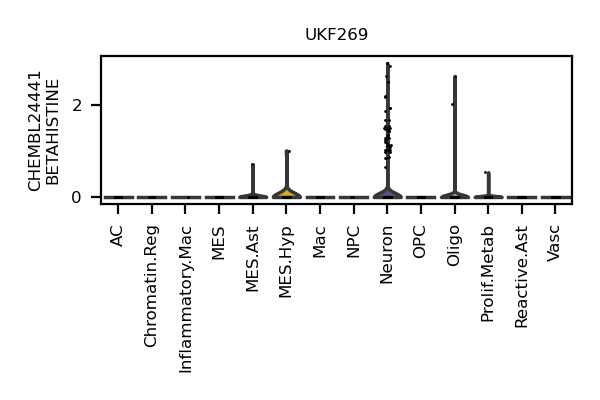 UKF269
CHEMBL24441
BETAHISTINE
2
0
AC
Chromatin.Reg
Inflammatory.Mac
MES
MES.Ast
MES.Hyp
Mac
NPC
Neuron
OPC
Oligo
Prolif.Metab
Reactive.Ast
Vasc